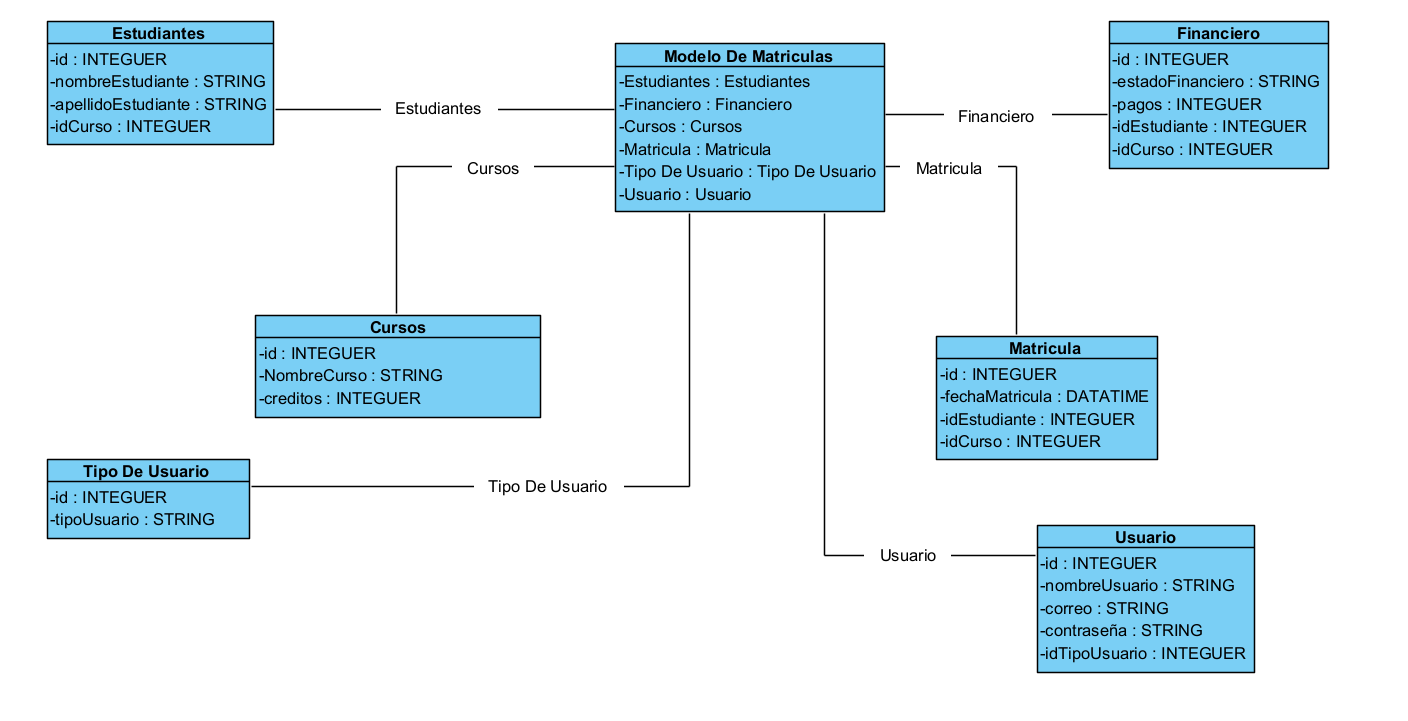 Estudiantes
-id : INTEGUER
-nombreEstudiante : STRING
-apellidoEstudiante : STRING
-idCurso : INTEGUER
Estudiantes
Modelo De Matriculas
-Estudiantes : Estudiantes
-Financiero : Financiero
-Cursos : Cursos
-Matricula : Matricula
-Tipo De Usuario : Tipo De Usuario
-Usuario : Usuario
Financiero
Financiero
-id : INTEGUER
-estadoFinanciero : STRING
-pagos : INTEGUER
-idEstudiante : INTEGUER
-idCurso : INTEGUER
Cursos
Matricula
Cursos
-id : INTEGUER
-NombreCurso : STRING
-creditos : INTEGUER
Matricula
-id : INTEGUER
-fechaMatricula : DATATIME
-idEstudiante : INTEGUER
-idCurso : INTEGUER
Tipo De Usuario
-id : INTEGUER
-tipoUsuario : STRING
Tipo De Usuario
Usuario
Usuario
-id : INTEGUER
-nombreUsuario : STRING
-correo : STRING
-contraseña : STRING
-idTipoUsuario : INTEGUER